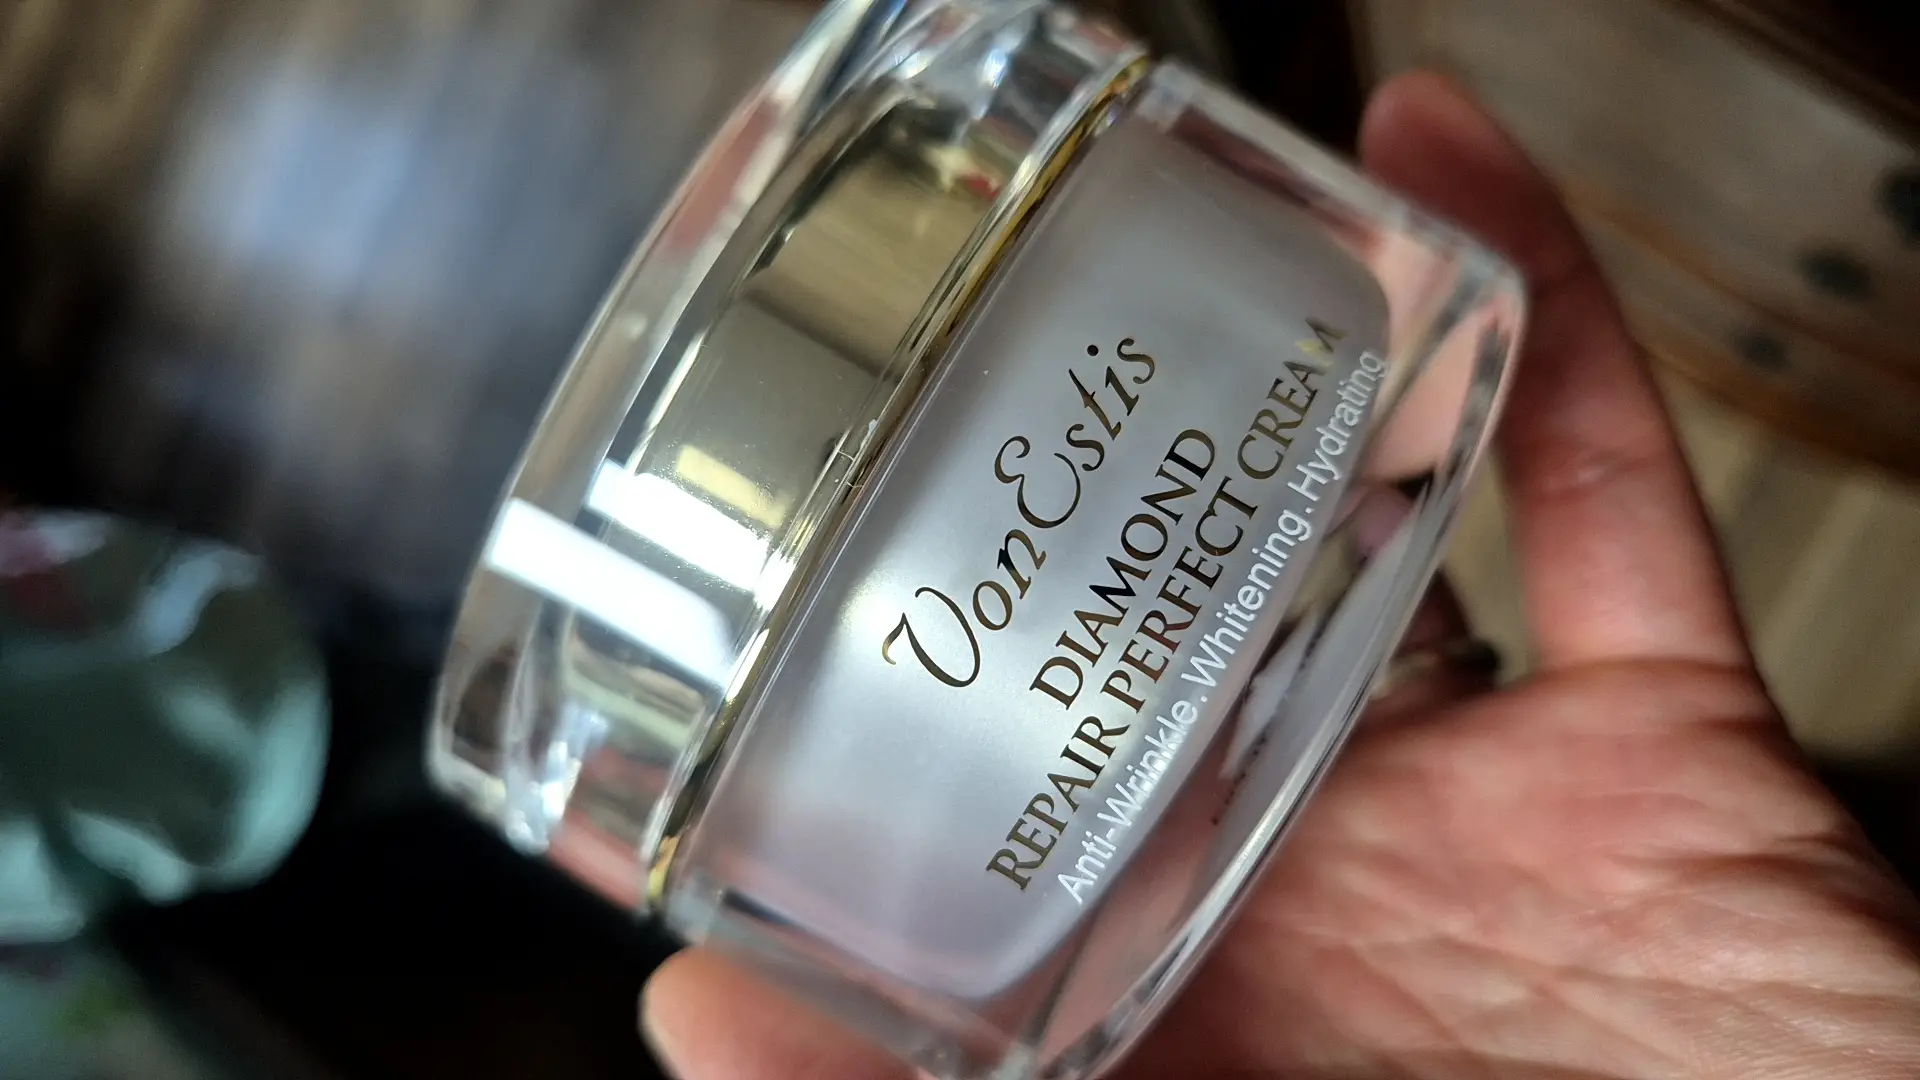 VonEstis
DIAMOND
REPAIR PERFECT CREAM
Anti-Wrinkle.Whitening.Hydrating